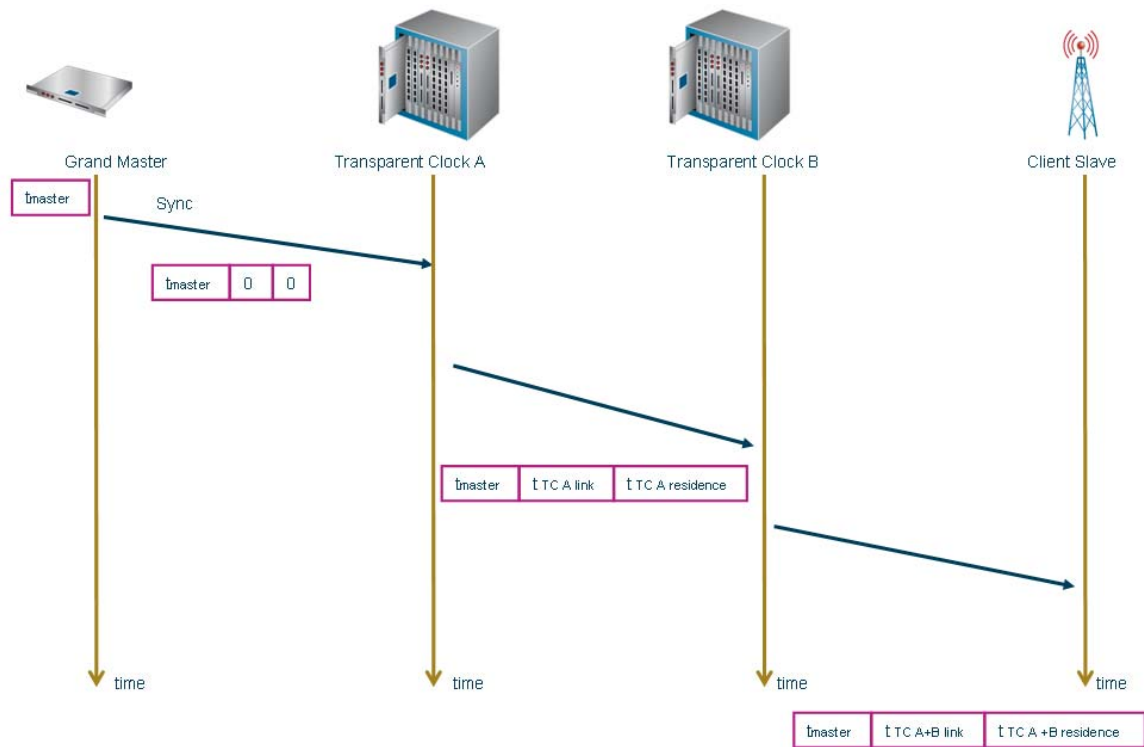 Grand Master
Transparent Clock A
Transparent Clock B
Client Slave
tmaster
Sync
tmaster 0 0
tmaster t TC A link t TC A residence
time
time
time
time
tmaster t TC A+B link t TC A +B residence